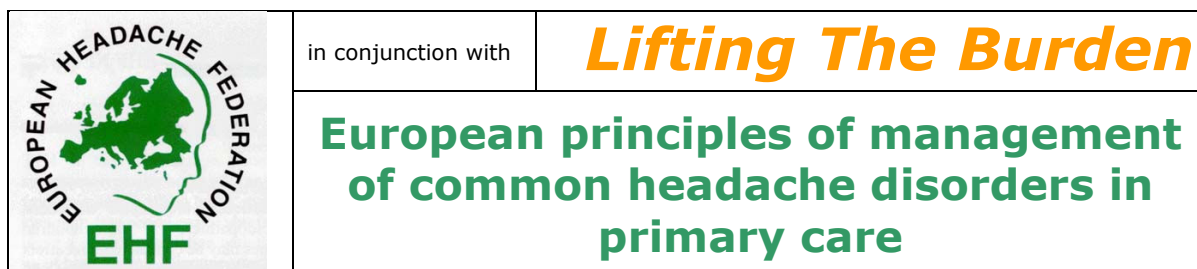 EUROPEAN HEADACHE FEDERATION
EHF
in conjunction with
Lifting The Burden
European principles of management
of common headache disorders in
primary care